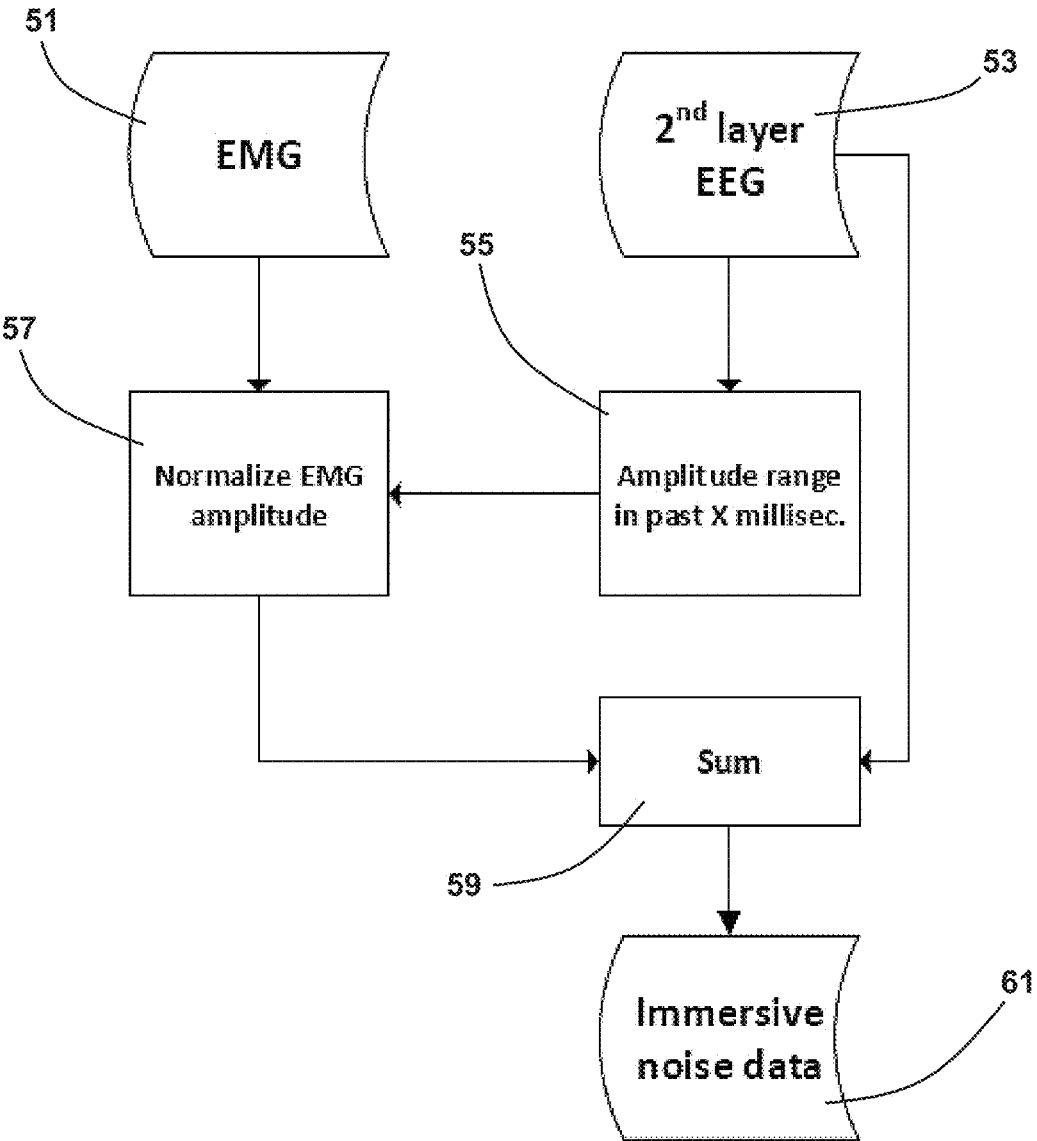 51
EMG
53
2nd layer
EEG
55
57
Normalize EMG
amplitude
Amplitude range
in past X millisec.
Sum
59
61
Immersive
noise data